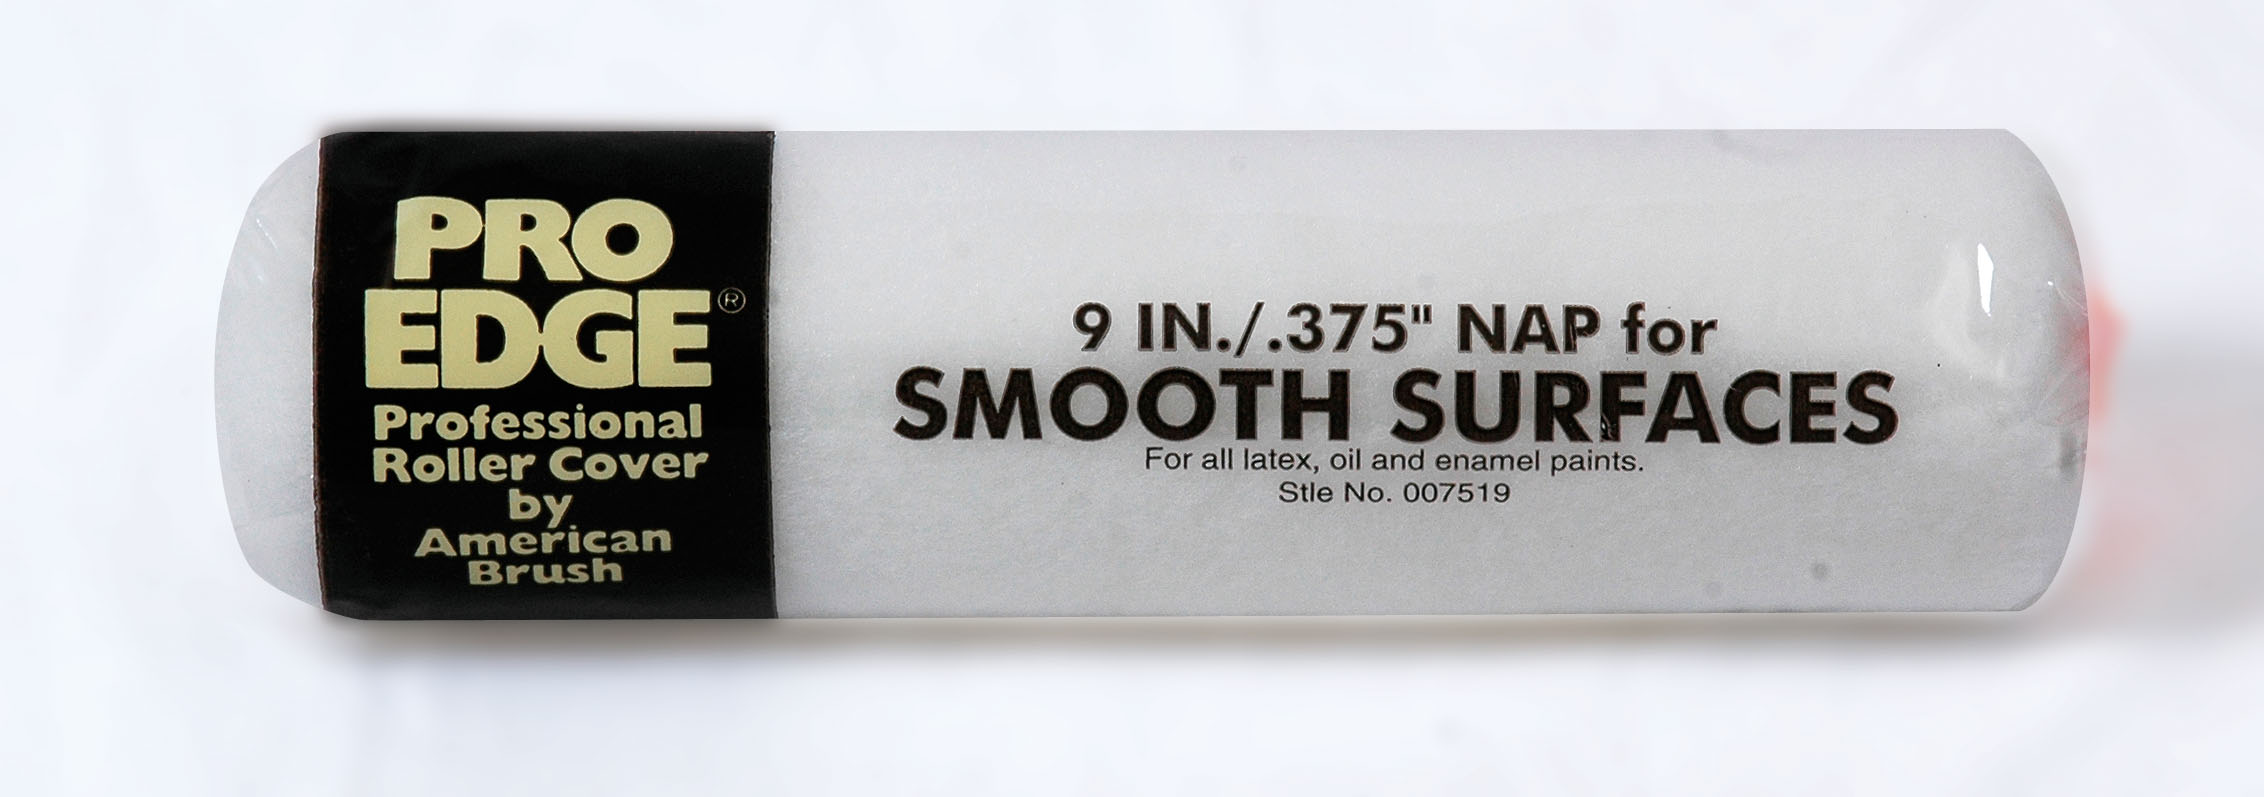 PRO
EDGE®
Professional
Roller Cover
by
American
Brush
9 IN./.375" NAP for
SMOOTH SURFACES
For all latex, oil and enamel paints.
Stle No. 007519